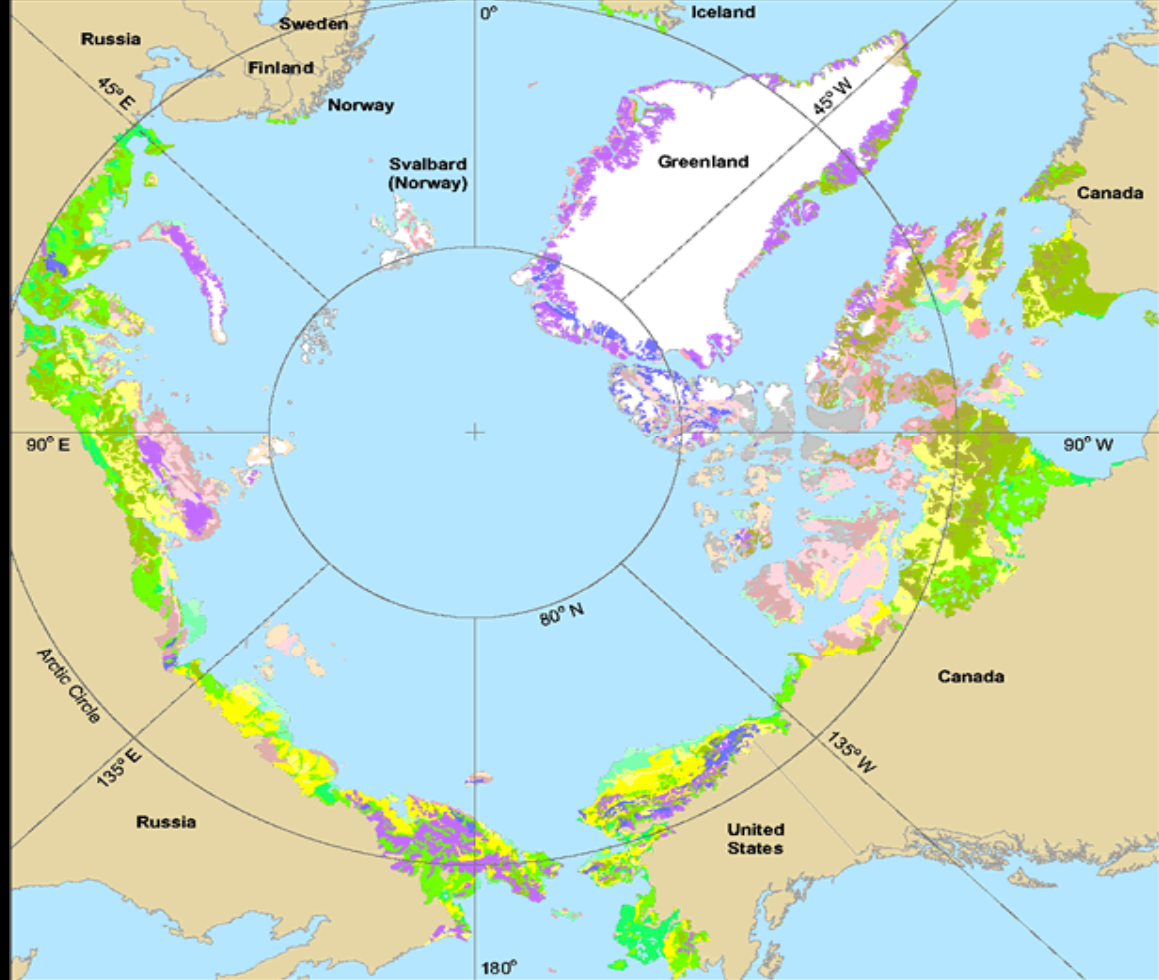 0°
Iceland
Sweden
Russia
Finland
45° E
Norway
45° W
Svalbard
(Norway)
Greenland
Canada
90° E
90° W
80° N
Arctic Circle
Canada
135° E
135° W
Russia
United
States
180°